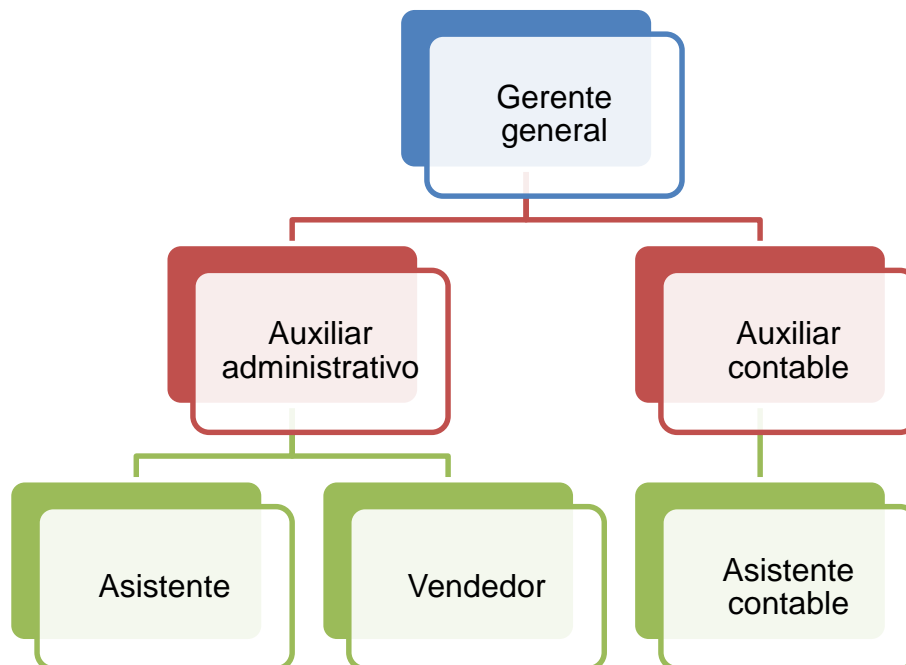 Gerente
general
Auxiliar
administrativo
Auxiliar
contable
Asistente
Vendedor
Asistente
contable